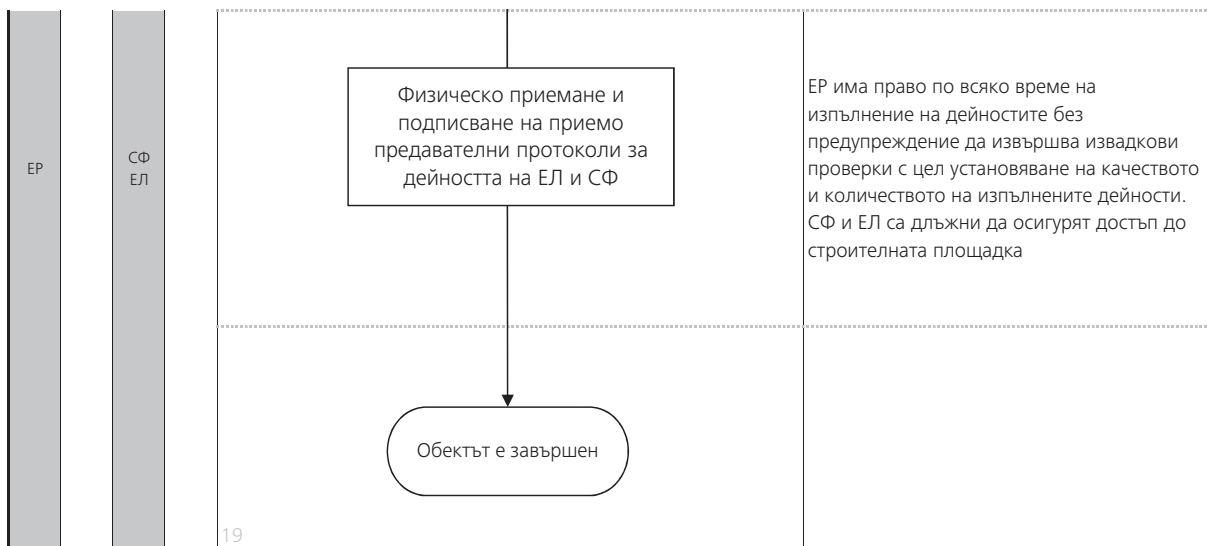 ЕР
СФ
ЕЛ
Физическо приемане и
подписване на приемо
предавателни протоколи за
дейността на ЕЛ и СФ
ЕР има право по всяко време на
изпълнение на дейностите без
предупреждение да извършва извадкови
проверки с цел установяване на качеството
и количеството на изпълнените дейности.
СФ и ЕЛ са длъжни да осигурят достъп до
строителната площадка
Обектът е завършен
19